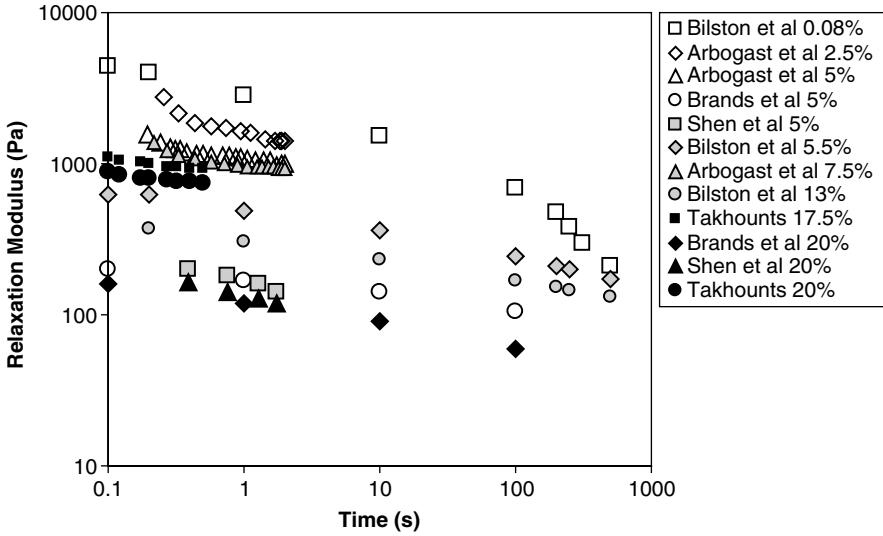 10000
1000
100
10
Relaxation Modulus (Pa)
0.1 1 10 100 1000
Time (s)
Bilston et al 0.08%
Arbogast et al 2.5%
Arbogast et al 5%
Brands et al 5%
Shen et al 5%
Bilston et al 5.5%
Arbogast et al 7.5%
Bilston et al 13%
Takhounts 17.5%
Brands et al 20%
Shen et al 20%
Takhounts 20%